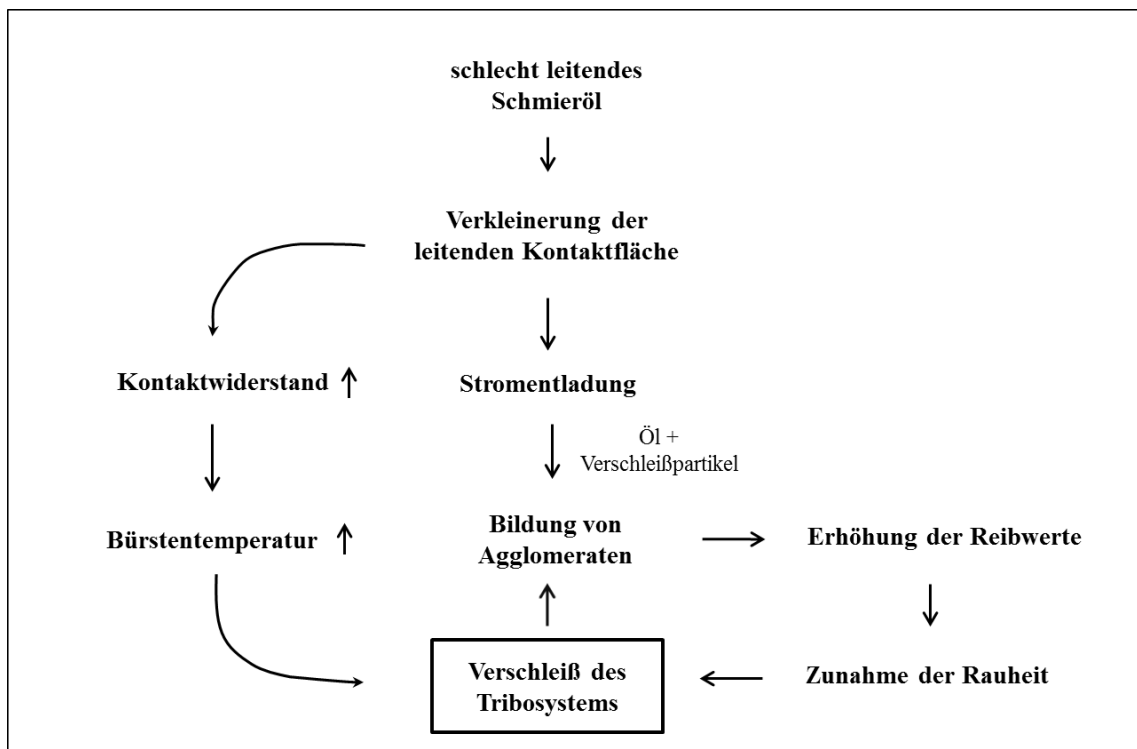 schlecht leitendes
Schmieröl
Verkleinerung der
leitenden Kontaktfläche
Kontaktwiderstand
Stromentladung
Öl +
Verschleißpartikel
Bürstentemperatur
Bildung von
Agglomeraten
Erhöhung der Reibwerte
Verschleiß des
Tribosystems
Zunahme der Rauheit